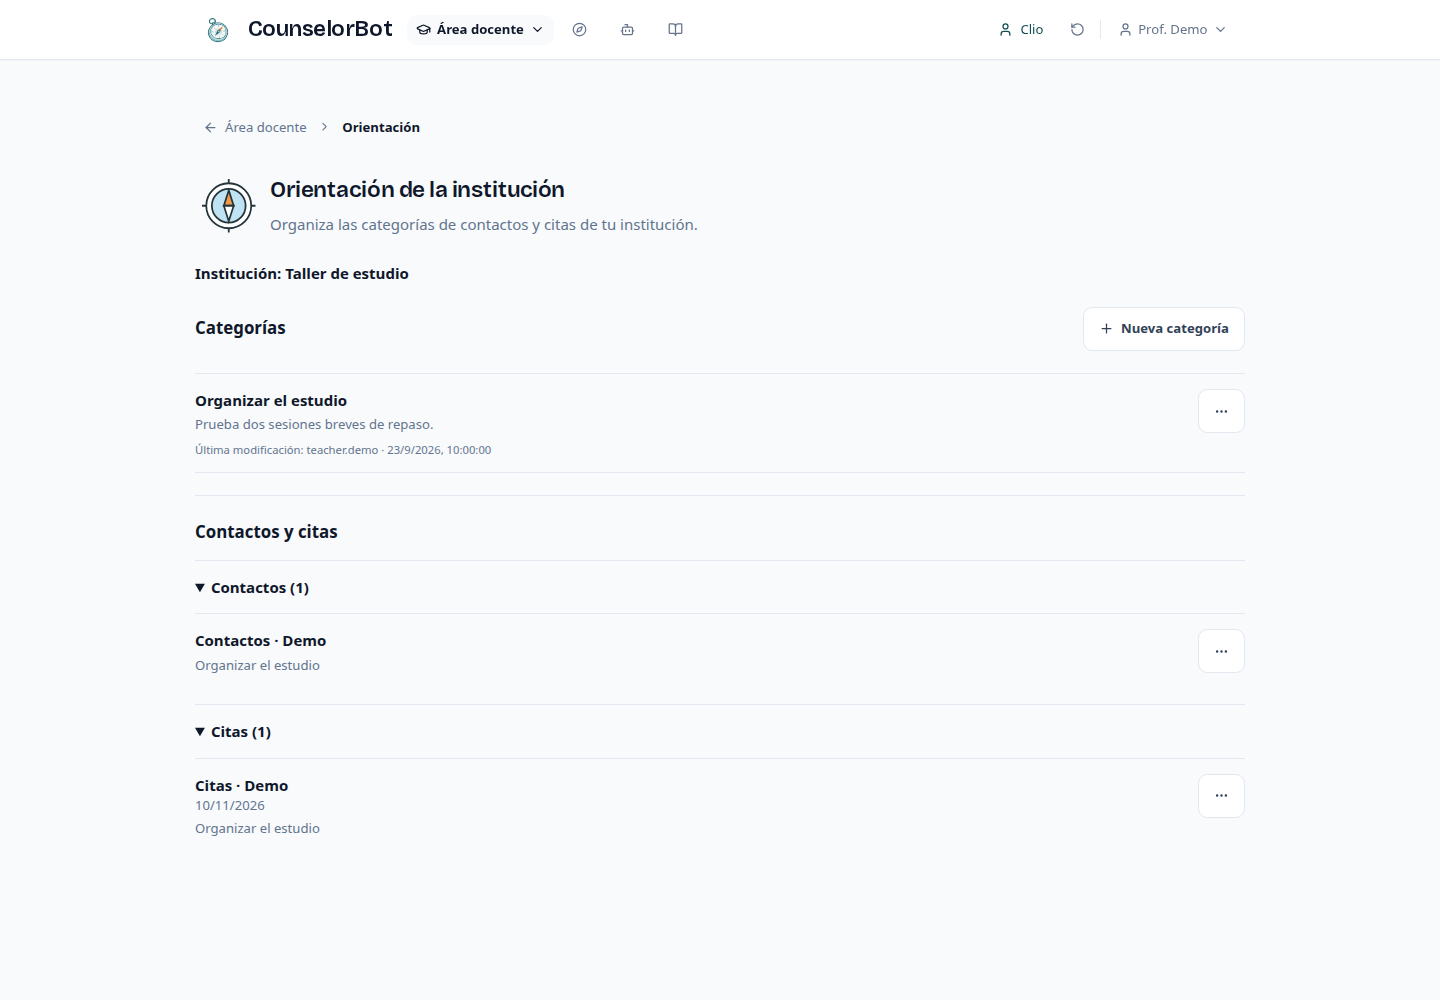 CounselorBot
Área docente
Clio
Prof. Demo
Área docente
Orientación
Orientación de la institución
Organiza las categorías de contactos y citas de tu institución.
Institución: Taller de estudio
Categorías
Nueva categoría
Organizar el estudio
Prueba dos sesiones breves de repaso.
Última modificación: teacher.demo · 23/9/2026, 10:00:00
Contactos y citas
Contactos (1)
Contactos · Demo
Organizar el estudio
Citas (1)
Citas · Demo
10/11/2026
Organizar el estudio